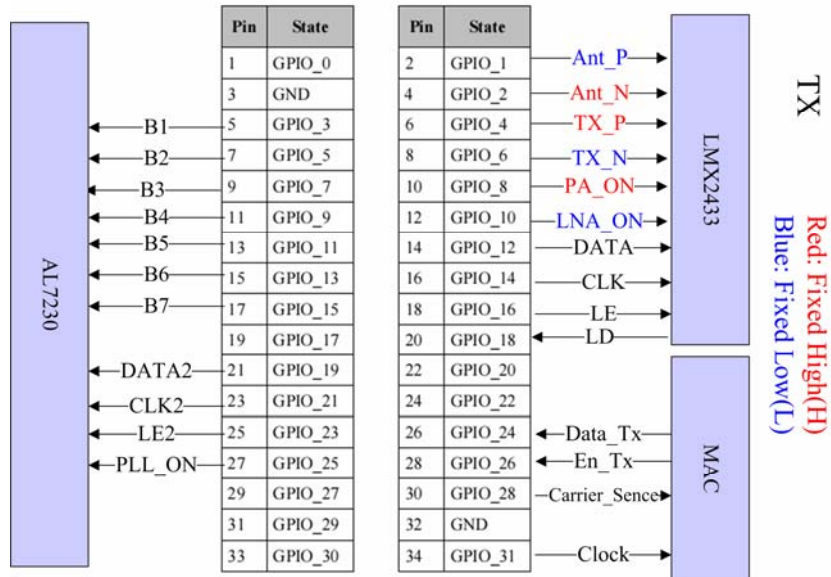 Pin State
1 GPIO_0
3 GND
5 GPIO_3
7 GPIO_5
9 GPIO_7
11 GPIO_9
13 GPIO_11
15 GPIO_13
17 GPIO_15
19 GPIO_17
21 GPIO_19
23 GPIO_21
25 GPIO_23
27 GPIO_25
29 GPIO_27
31 GPIO_29
33 GPIO_30
B1
B2
B3
B4
B5
B6
B7
DATA2
CLK2
LE2
PLL_ON
AL7230
Pin State
2 GPIO_1
4 GPIO_2
6 GPIO_4
8 GPIO_6
10 GPIO_8
12 GPIO_10
14 GPIO_12
16 GPIO_14
18 GPIO_16
20 GPIO_18
22 GPIO_20
24 GPIO_22
26 GPIO_24
28 GPIO_26
30 GPIO_28
32 GND
34 GPIO_31
Ant_P
Ant_N
TX_P
TX_N
PA_ON
LNA_ON
DATA
CLK
LE
LD
Data_Tx
En_Tx
Carrier_Sence
Clock
LMX2433
MAC
TX
Red: Fixed High(H)
Blue: Fixed Low(L)